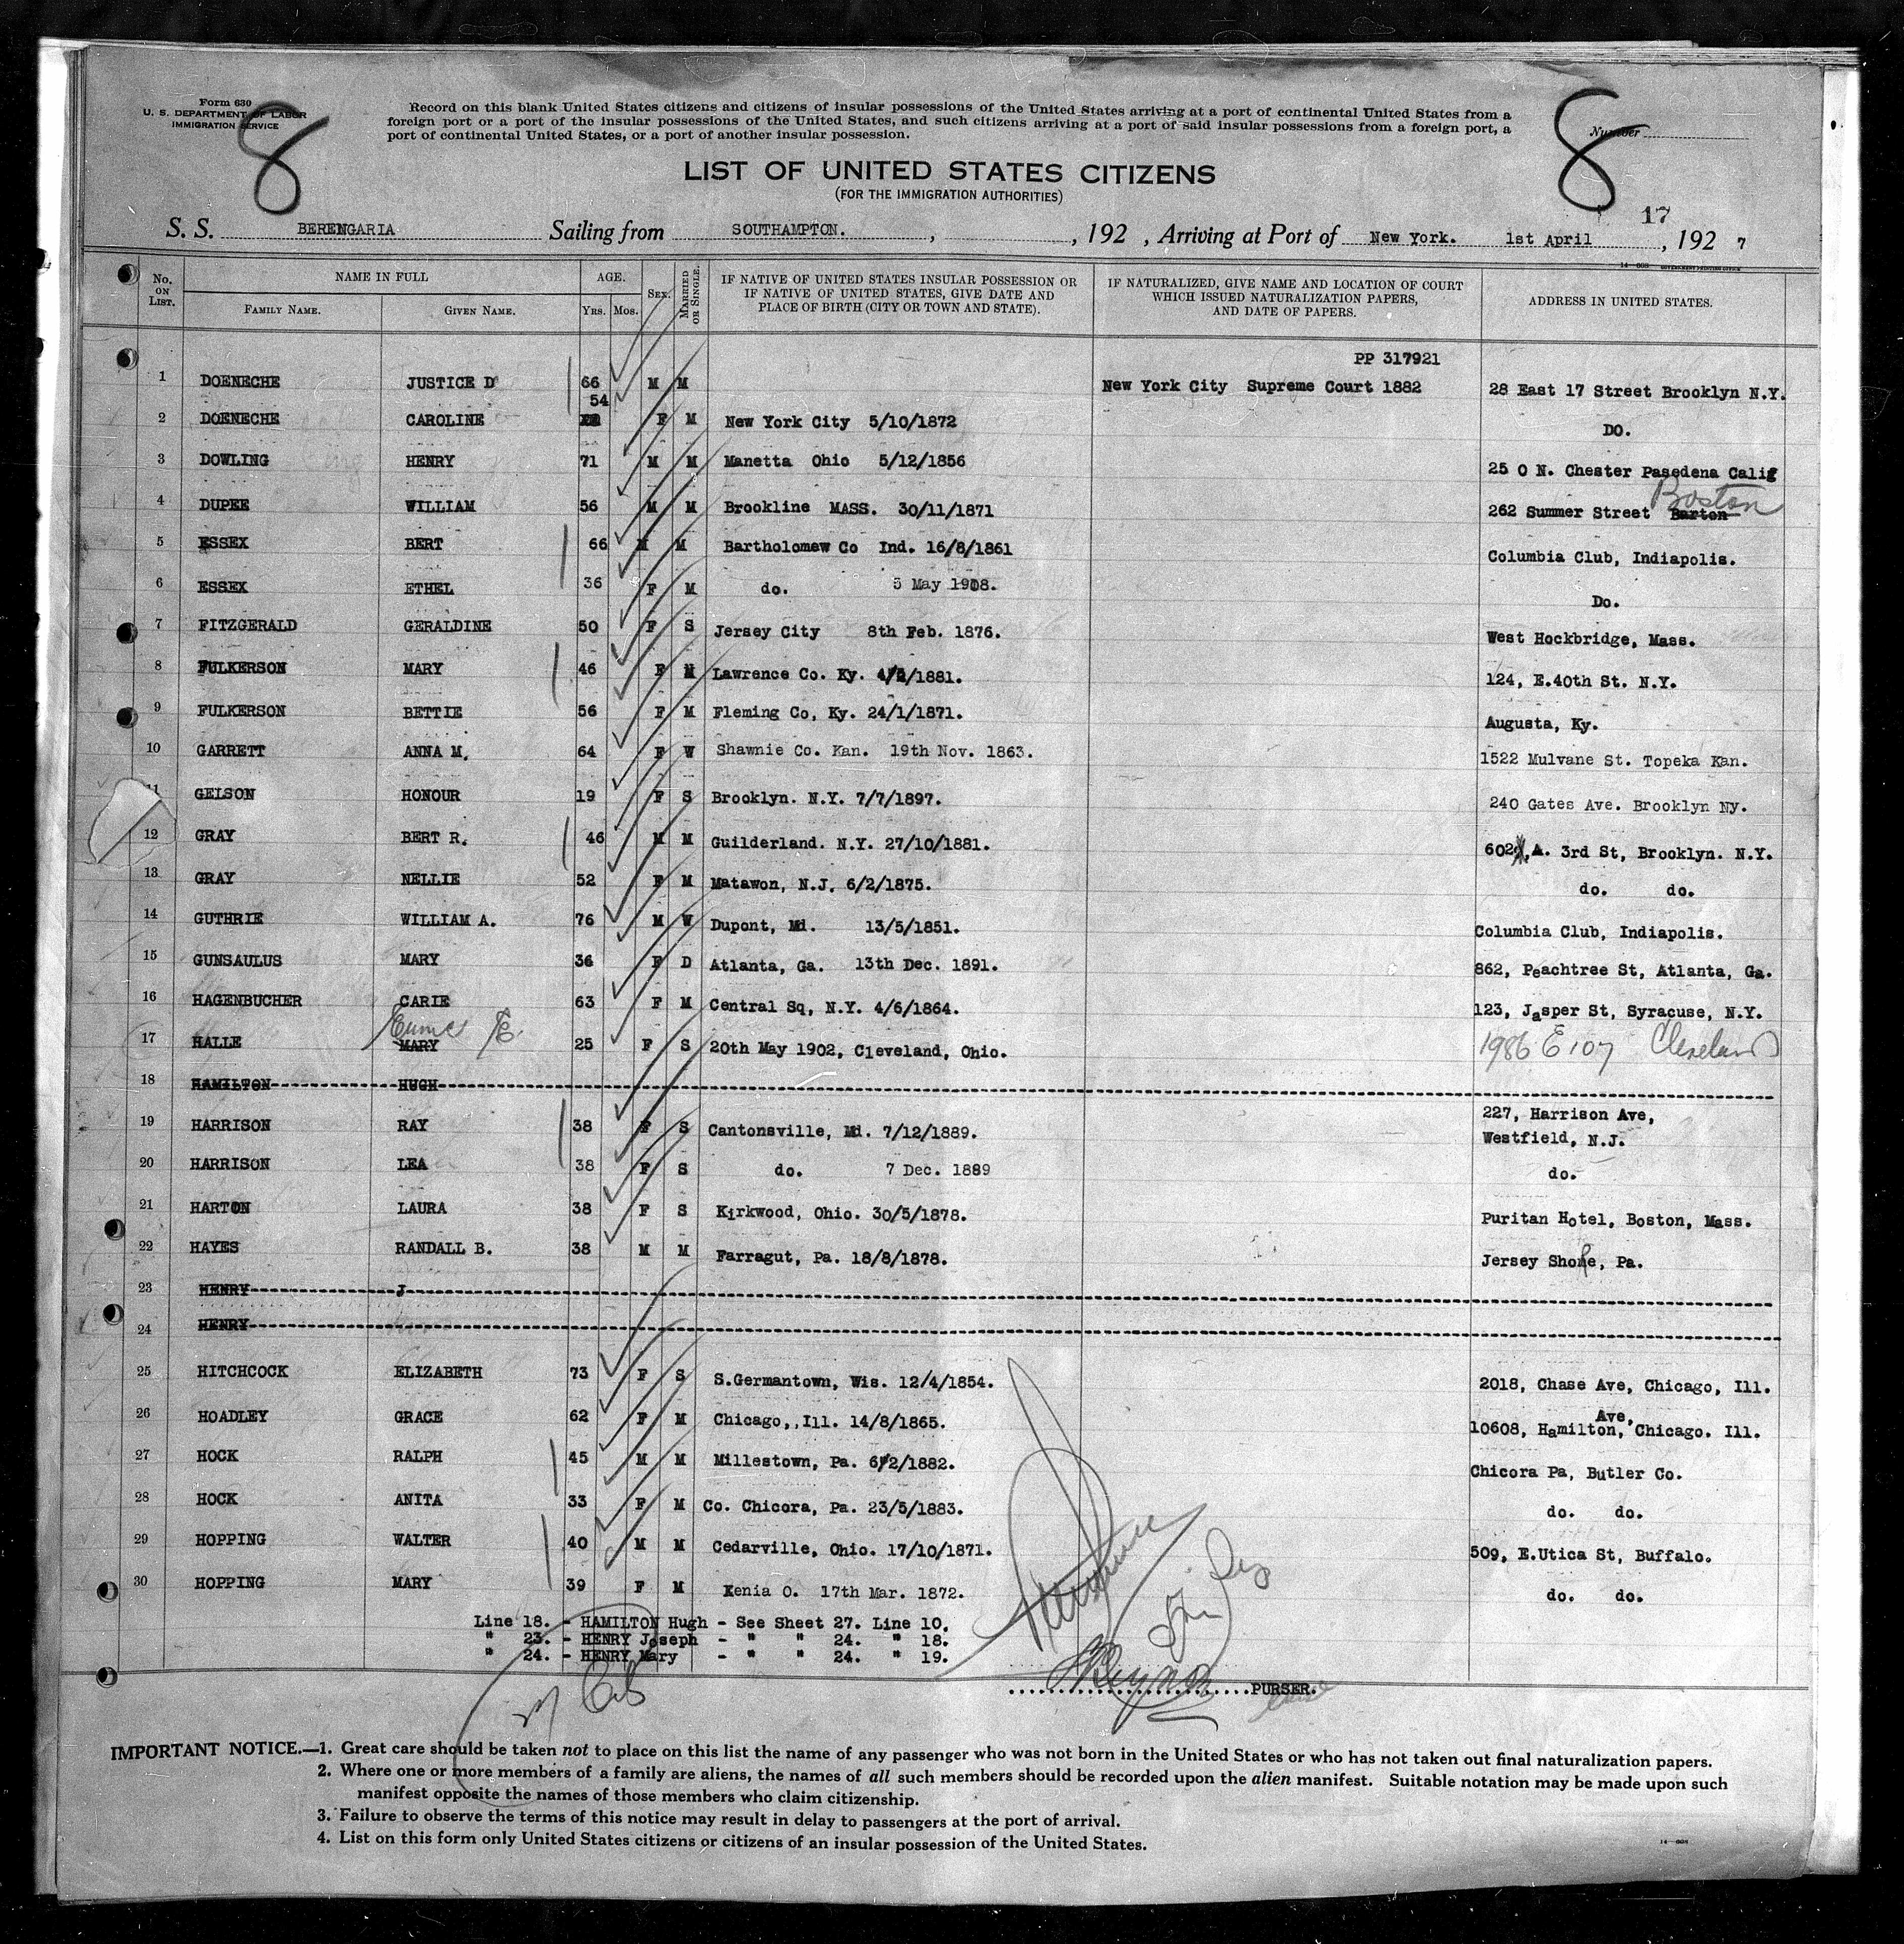 Form 630
U. S. DEPARTMENT OF LABOR
IMMIGRATION SERVICE
8
Record on this blank United States citizens and citizens of insular possessions of the United States arriving at a port of continental United States from a
foreign port or a port of the insular possessions of the United States, and such citizens arriving at a port of said insular possessions from a foreign port, a
port of continental United States, or a port of another insular possession.
Number
8
LIST OF UNITED STATES CITIZENS
(FOR THE IMMIGRATION AUTHORITIES)
17
S. S. BERENGARIA Sailing from SOUTHAMPTON. , , 192 , Arriving at Port of New York. 1st April , 192 7
No. ON LIST. NAME IN FULL AGE. SEX. MARRIED OR SINGLE. IF NATIVE OF UNITED STATES INSULAR POSSESSION OR IF NATIVE OF UNITED STATES, GIVE DATE AND PLACE OF BIRTH (CITY OR TOWN AND STATE). IF NATURALIZED, GIVE NAME AND LOCATION OF COURT WHICH ISSUED NATURALIZATION PAPERS, AND DATE OF PAPERS. ADDRESS IN UNITED STATES.
FAMILY NAME. GIVEN NAME. Yrs. Mos.
PP 317921
1 DOENECHE JUSTICE D 66 M M New York City Supreme Court 1882 28 East 17 Street Brooklyn N.Y.
54
2 DOENECHE CAROLINE F M New York City 5/10/1872 DO.
3 DOWLING HENRY 71 M M Manetta Ohio 5/12/1856 25 0 N. Chester Pasedena Calif
Boston
4 DUPEE WILLIAM 56 M M Brookline MASS. 30/11/1871 262 Summer Street Barton
5 ESSEX BERT 66 M M Bartholomew Co Ind. 16/8/1861 Columbia Club, Indiapolis.
6 ESSEX ETHEL 36 F M do. 5 May 1908. Do.
7 FITZGERALD GERALDINE 50 F S Jersey City 8th Feb. 1876. West Hockbridge, Mass.
8 FULKERSON MARY 46 F M Lawrence Co. Ky. 4/2/1881. 124, E.40th St. N.Y.
9 FULKERSON BETTIE 56 F M Fleming Co, Ky. 24/1/1871. Augusta, Ky.
10 GARRETT ANNA M. 64 F W Shawnie Co. Kan. 19th Nov. 1863. 1522 Mulvane St. Topeka Kan.
11 GELSON HONOUR 19 F S Brooklyn. N.Y. 7/7/1897. 240 Gates Ave. Brooklyn Ny.
12 GRAY BERT R. 46 M M Guilderland. N.Y. 27/10/1881. 602, A. 3rd St, Brooklyn. N.Y.
13 GRAY NELLIE 52 F M Matawon, N.J. 6/2/1875. do. do.
14 GUTHRIE WILLIAM A. 76 M W Dupont, Md. 13/5/1851. Columbia Club, Indiapolis.
15 GUNSAULUS MARY 36 F D Atlanta, Ga. 13th Dec. 1891. 862, Peachtree St, Atlanta, Ga.
16 HAGENBUCHER CARIE 63 F M Central Sq, N.Y. 4/6/1864. 123, Jasper St, Syracuse, N.Y.
17 HALLE MARY 25 F S 20th May 1902, Cleveland, Ohio. 1986 E 107 Cleveland
18 HAMILTON HUGH
19 HARRISON RAY 38 F S Cantonsville, Md. 7/12/1889. 227, Harrison Ave,
Westfield, N.J.
20 HARRISON LEA 38 F S do. 7 Dec. 1889 do.
21 HARTON LAURA 38 F S Kirkwood, Ohio. 30/5/1878. Puritan Hotel, Boston, Mass.
22 HAYES RANDALL B. 38 M M Farragut, Pa. 18/8/1878. Jersey Shore, Pa.
23 HENRY J
24 HENRY
25 HITCHCOCK ELIZABETH 73 F S S.Germantown, Wis. 12/4/1854. 2018, Chase Ave, Chicago, Ill.
Ave,
26 HOADLEY GRACE 62 F M Chicago,,Ill. 14/8/1865. 10608, Hamilton, Chicago. Ill.
27 HOCK RALPH 45 M M Millestown, Pa. 6/2/1882. Chicora Pa, Butler Co.
28 HOCK ANITA 33 F M Co. Chicora, Pa. 23/5/1883. do. do.
29 HOPPING WALTER 40 M M Cedarville, Ohio. 17/10/1871. 509, E.Utica St, Buffalo.
30 HOPPING MARY 39 F M Xenia O. 17th Mar. 1872. do. do.
Line 18. - HAMILTON Hugh - See Sheet 27. Line 10.
" 23. - HENRY Joseph - " " 24. " 18.
" 24. - HENRY Mary - " " 24. " 19.
PURSER.
IMPORTANT NOTICE.—1. Great care should be taken not to place on this list the name of any passenger who was not born in the United States or who has not taken out final naturalization papers.
2. Where one or more members of a family are aliens, the names of all such members should be recorded upon the alien manifest. Suitable notation may be made upon such
manifest opposite the names of those members who claim citizenship.
3. Failure to observe the terms of this notice may result in delay to passengers at the port of arrival.
4. List on this form only United States citizens or citizens of an insular possession of the United States.